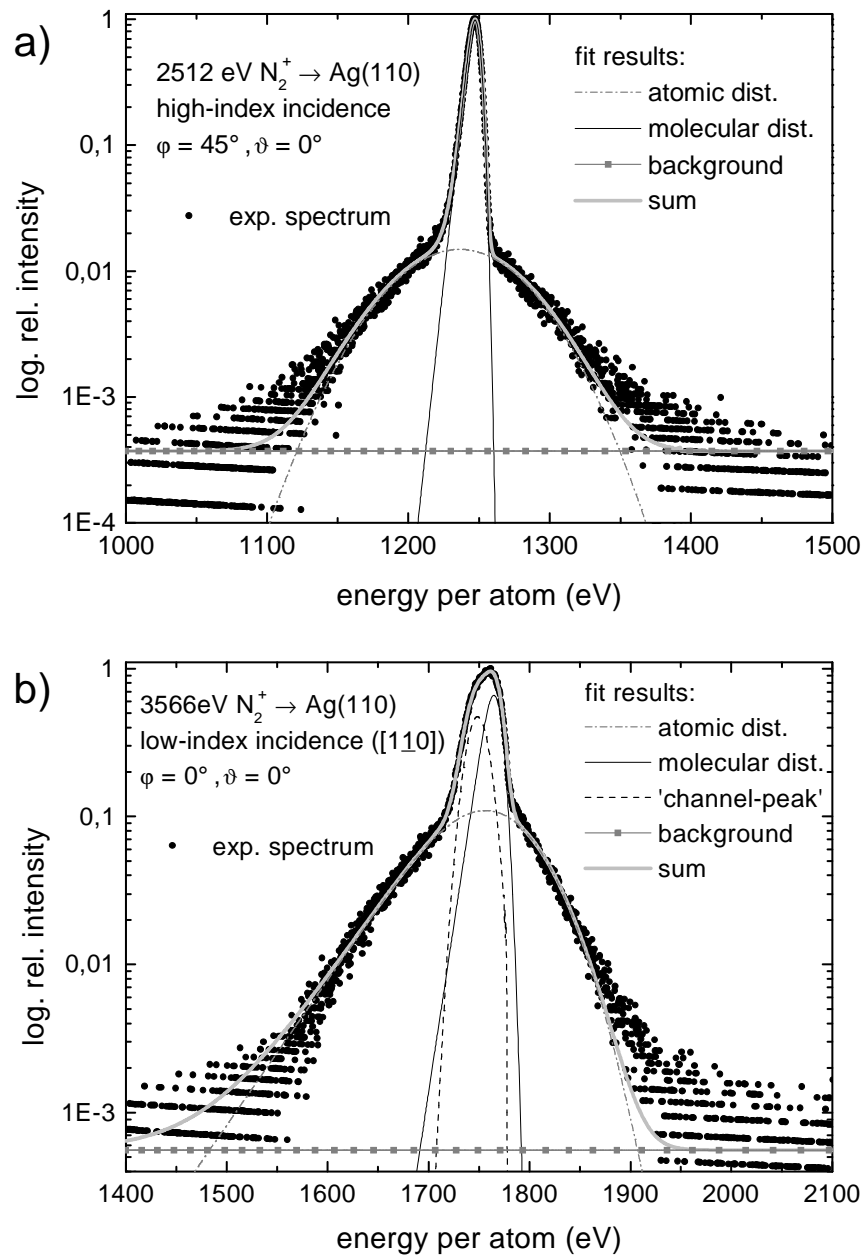 a)
2512 eV N₂⁺ → Ag(110)
high-index incidence
φ = 45° , ϑ = 0°
exp. spectrum
fit results:
atomic dist.
molecular dist.
background
sum
log. rel. intensity
1
0,1
0,01
1E-3
1E-4
1000 1100 1200 1300 1400 1500
energy per atom (eV)
b)
3566eV N₂⁺ → Ag(110)
low-index incidence ([11̲0])
φ = 0° , ϑ = 0°
exp. spectrum
fit results:
atomic dist.
molecular dist.
'channel-peak'
background
sum
log. rel. intensity
1
0,1
0,01
1E-3
1400 1500 1600 1700 1800 1900 2000 2100
energy per atom (eV)